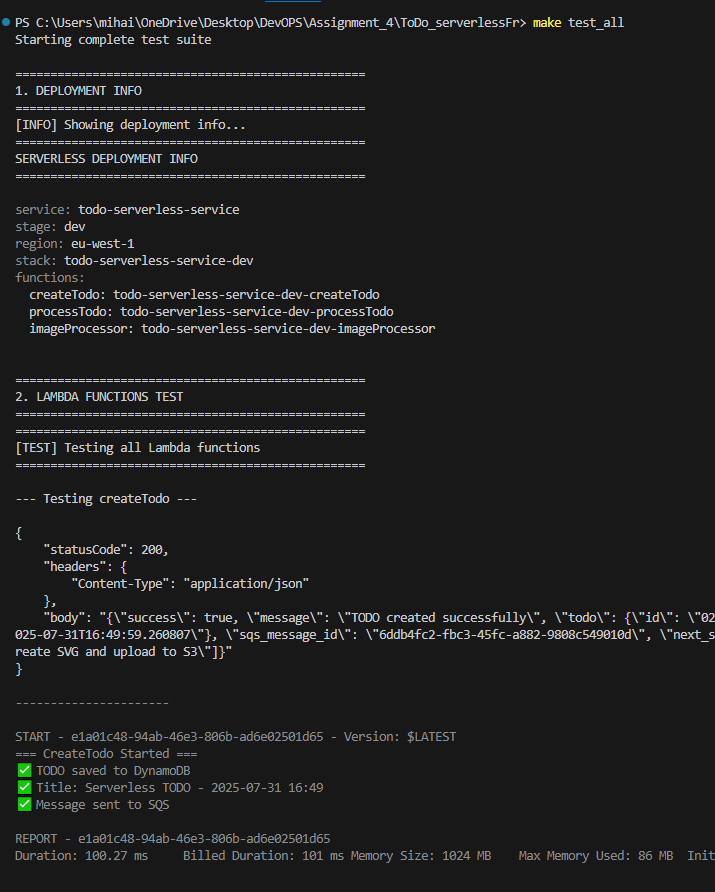 PS C:\Users\mihai\OneDrive\Desktop\DevOPS\Assignment_4\ToDo_serverlessFr> make test_all
Starting complete test suite
==================================================
1. DEPLOYMENT INFO
==================================================
[INFO] Showing deployment info...
==================================================
SERVERLESS DEPLOYMENT INFO
==================================================
service: todo-serverless-service
stage: dev
region: eu-west-1
stack: todo-serverless-service-dev
functions:
  createTodo: todo-serverless-service-dev-createTodo
  processTodo: todo-serverless-service-dev-processTodo
  imageProcessor: todo-serverless-service-dev-imageProcessor
==================================================
2. LAMBDA FUNCTIONS TEST
==================================================
==================================================
[TEST] Testing all Lambda functions
==================================================
--- Testing createTodo ---
{
    "statusCode": 200,
    "headers": {
        "Content-Type": "application/json"
    },
    "body": "{\"success\": true, \"message\": \"TODO created successfully\", \"todo\": {\"id\": \"02
025-07-31T16:49:59.260807\"}, \"sqs_message_id\": \"6ddb4fc2-fbc3-45fc-a882-9808c549010d\", \"next_s
reate SVG and upload to S3\"]}"
}
----------------------
START - e1a01c48-94ab-46e3-806b-ad6e02501d65 - Version: $LATEST
=== CreateTodo Started ===
✅ TODO saved to DynamoDB
✅ Title: Serverless TODO - 2025-07-31 16:49
✅ Message sent to SQS
REPORT - e1a01c48-94ab-46e3-806b-ad6e02501d65
Duration: 100.27 ms     Billed Duration: 101 ms Memory Size: 1024 MB    Max Memory Used: 86 MB  Init